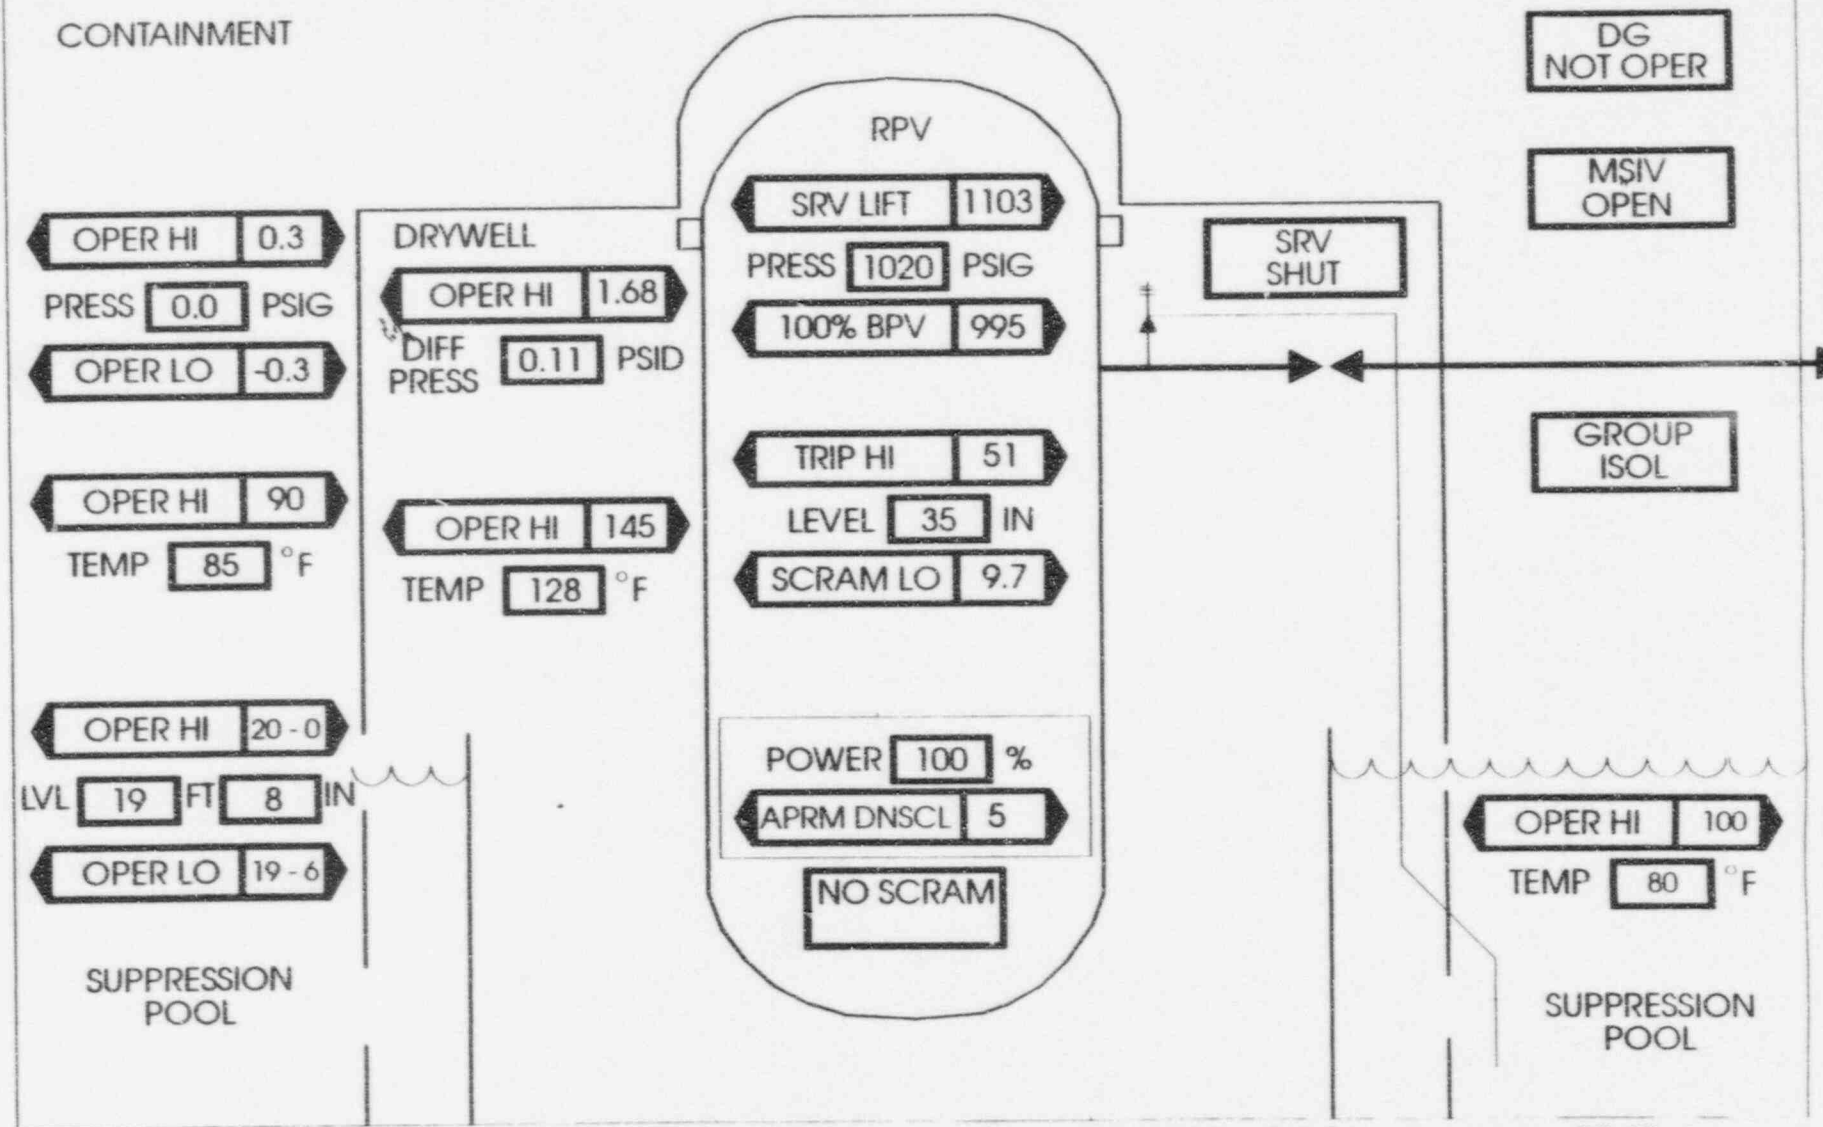 CONTAINMENT
DG
NOT OPER
RPV
MSIV
OPEN
SRV LIFT 1103
OPER HI 0.3
DRYWELL
SRV
SHUT
PRESS 1020 PSIG
OPER HI 1.68
PRESS 0.0 PSIG
100% BPV 995
DIFF
PRESS 0.11 PSID
OPER LO -0.3
GROUP
ISOL
TRIP HI 51
OPER HI 90
OPER HI 145
LEVEL 35 IN
TEMP 85 °F
SCRAM LO 9.7
TEMP 128 °F
OPER HI 20 - 0
POWER 100 %
LVL 19 FT 8 IN
APRM DNSCL 5
OPER HI 100
OPER LO 19 - 6
TEMP 80 °F
NO SCRAM
SUPPRESSION
POOL
SUPPRESSION
POOL